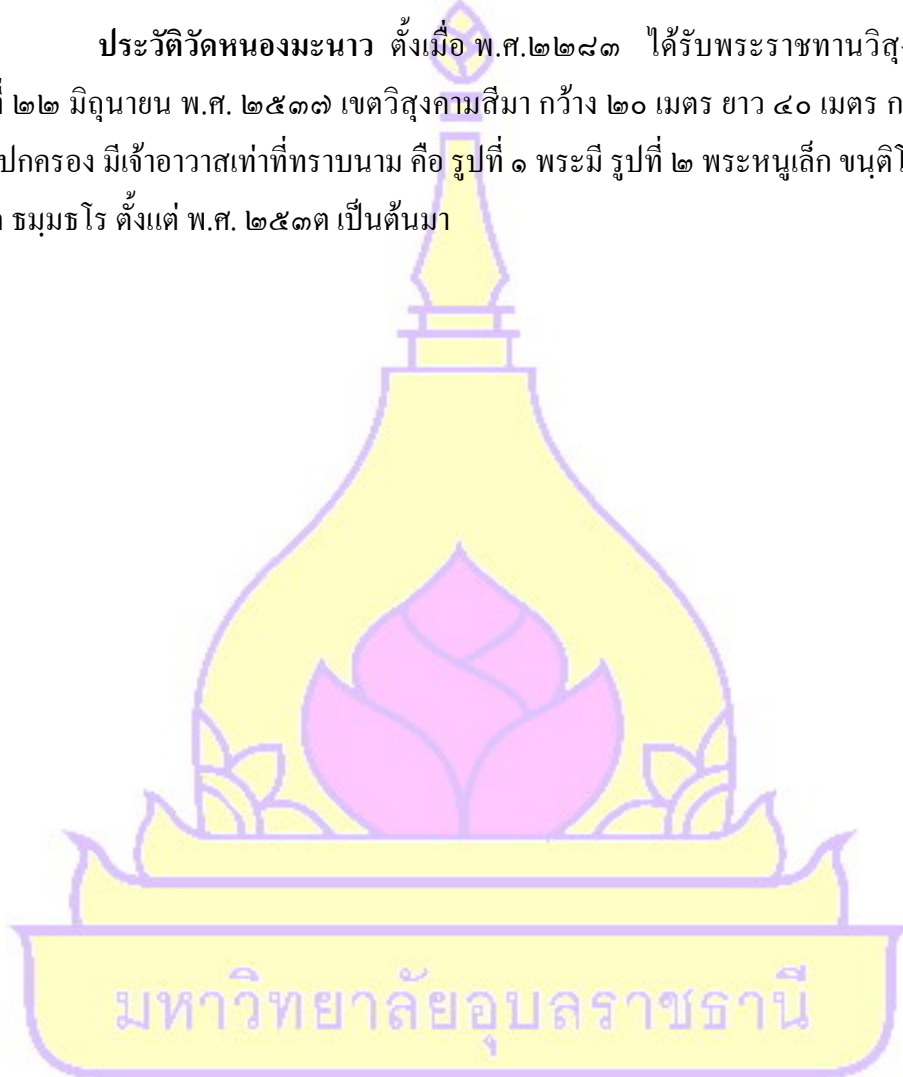 ประวัติวัดหนองมะนาว ตั้งเมื่อ พ.ศ.๒๒๘๓ ได้รับพระราชทานวิสุง
ที่ ๒๒ มิถุนายน พ.ศ. ๒๕๓๗ เขตวิสุงคามสีมา กว้าง ๒๐ เมตร ยาว ๔๐ เมตร ก
ปกครอง มีเจ้าอาวาสเท่าที่ทราบนาม คือ รูปที่ ๑ พระมี รูปที่ ๒ พระหนูเล็ก ขนฺติโ
ธมฺมธโร ตั้งแต่ พ.ศ. ๒๕๓ต เป็นต้นมา
มหาวิทยาลัยอุบลราชธานี